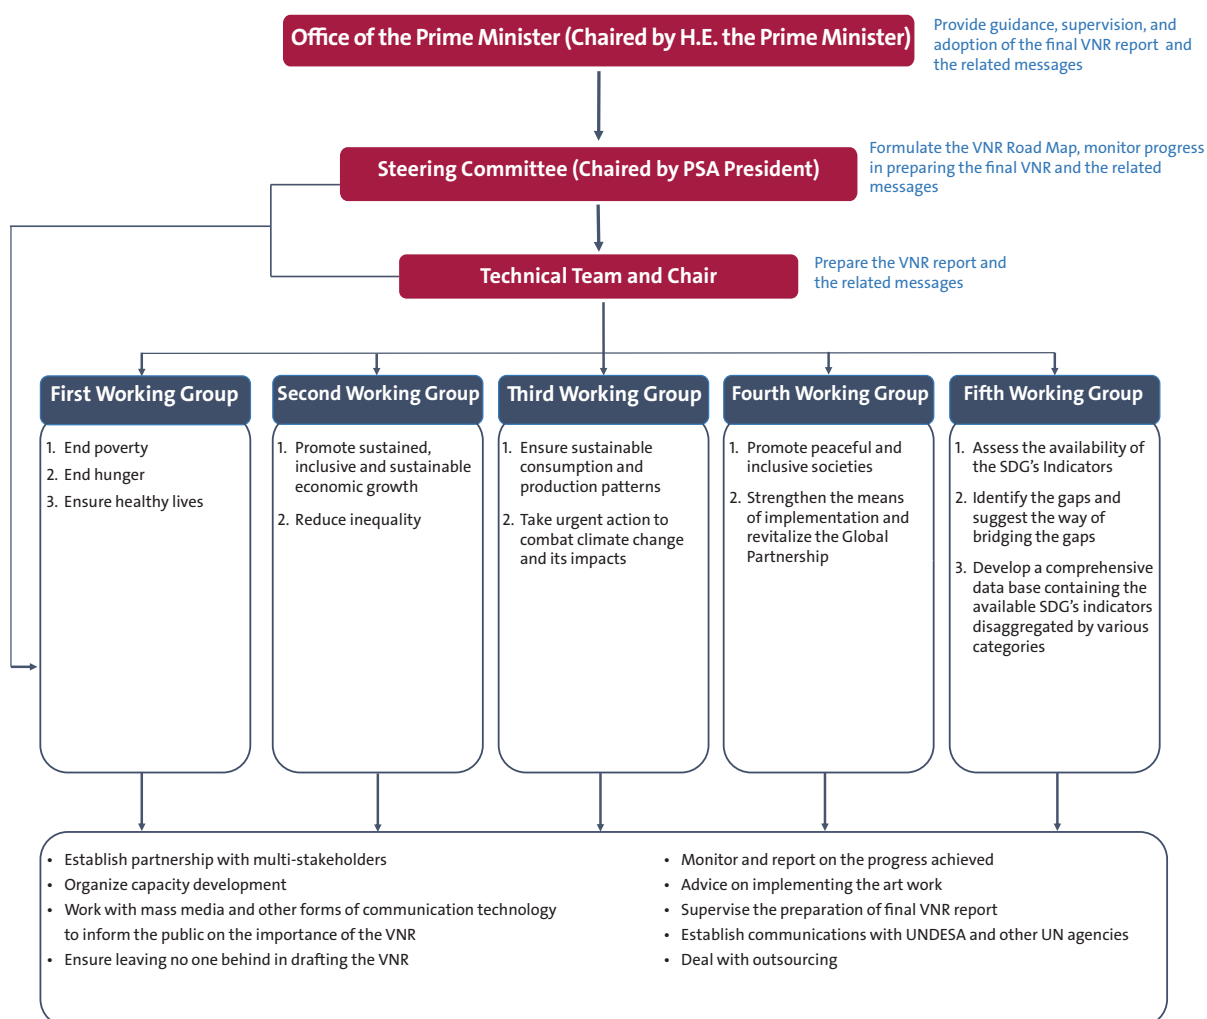 Office of the Prime Minister (Chaired by H.E. the Prime Minister)
Provide guidance, supervision, and
adoption of the final VNR report and
the related messages
Steering Committee (Chaired by PSA President)
Formulate the VNR Road Map, monitor progress
in preparing the final VNR and the related
messages
Technical Team and Chair
Prepare the VNR report and
the related messages
First Working Group
1. End poverty
2. End hunger
3. Ensure healthy lives
Second Working Group
1. Promote sustained,
inclusive and sustainable
economic growth
2. Reduce inequality
Third Working Group
1. Ensure sustainable
consumption and
production patterns
2. Take urgent action to
combat climate change
and its impacts
Fourth Working Group
1. Promote peaceful and
inclusive societies
2. Strengthen the means
of implementation and
revitalize the Global
Partnership
Fifth Working Group
1. Assess the availability of
the SDG's Indicators
2. Identify the gaps and
suggest the way of
bridging the gaps
3. Develop a comprehensive
data base containing the
available SDG's indicators
disaggregated by various
categories
• Establish partnership with multi-stakeholders
• Organize capacity development
• Work with mass media and other forms of communication technology
to inform the public on the importance of the VNR
• Ensure leaving no one behind in drafting the VNR
• Monitor and report on the progress achieved
• Advice on implementing the art work
• Supervise the preparation of final VNR report
• Establish communications with UNDESA and other UN agencies
• Deal with outsourcing